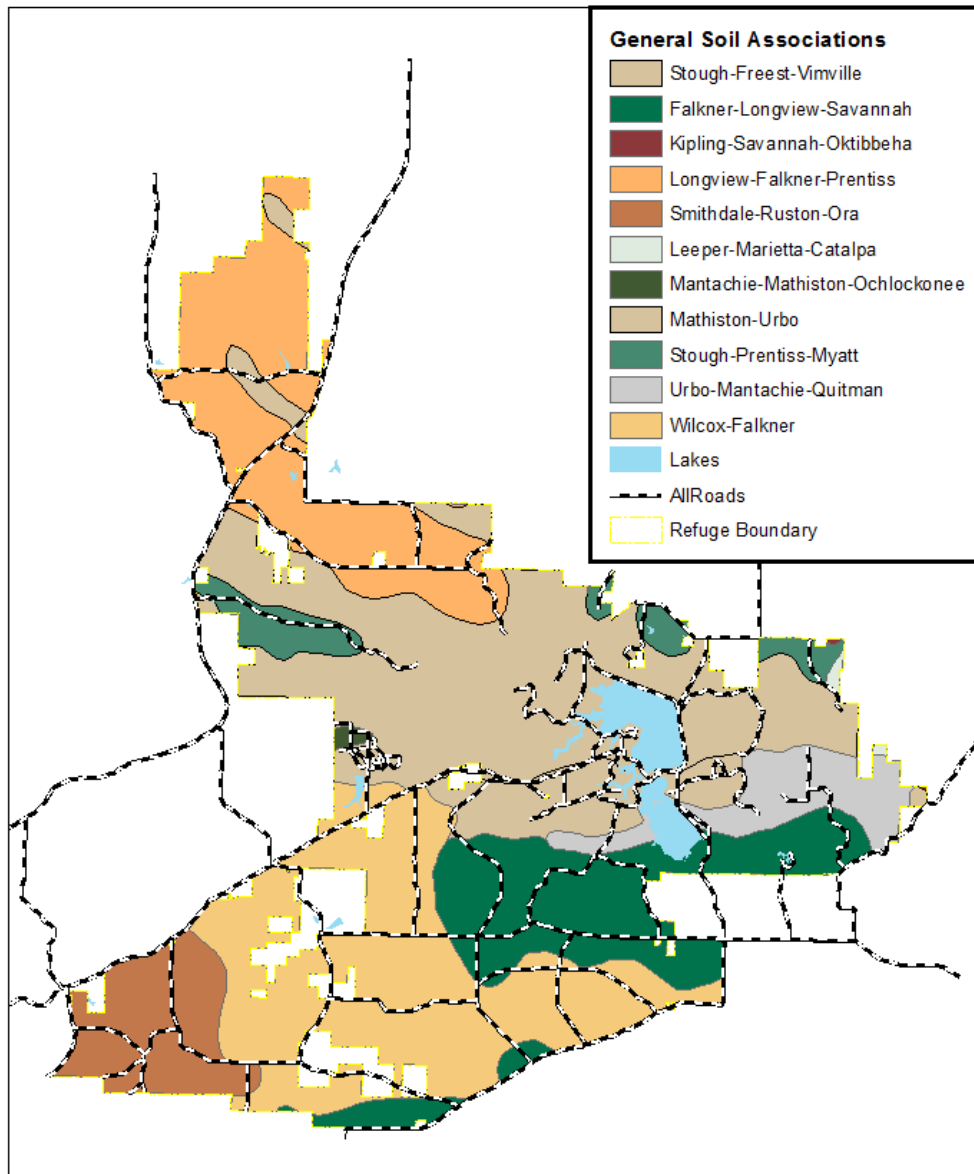 General Soil Associations
Stough-Freest-Vimville
Falkner-Longview-Savannah
Kipling-Savannah-Oktibbeha
Longview-Falkner-Prentiss
Smithdale-Ruston-Ora
Leeper-Marietta-Catalpa
Mantachie-Mathiston-Ochlockonee
Mathiston-Urbo
Stough-Prentiss-Myatt
Urbo-Mantachie-Quitman
Wilcox-Falkner
Lakes
AllRoads
Refuge Boundary